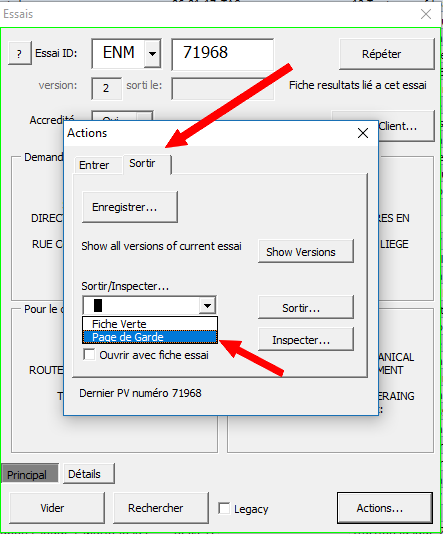 Essais
?
Essai ID:
ENM
71968
Répéter
version:
2
sorti le:
Fiche resultats lié a cet essai
Accredité
Client...
Actions
Entrer
Sortir
Demand
Enregistrer...
DIRECT
RES EN
RUE C
LIEGE
Show all versions of current essai
Show Versions
Sortir/Inspecter...
Sortir...
Fiche Verte
Page de Garde
Pour le c
Inspecter...
Ouvrir avec fiche essai
ANICAL
ROUTE
MENT
T
ERAING
Dernier PV numéro 71968
Principal
Détails
Vider
Rechercher
Legacy
Actions...